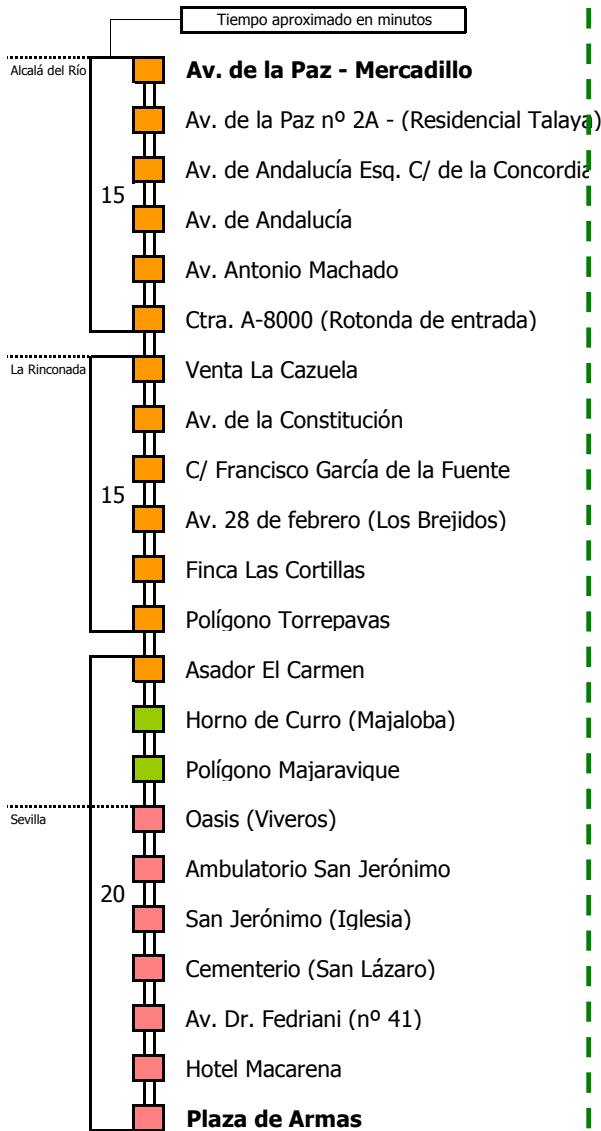 Tiempo aproximado en minutos
Alcalá del Río
Av. de la Paz - Mercadillo
Av. de la Paz nº 2A - (Residencial Talaya)
Av. de Andalucía Esq. C/ de la Concordia
15
Av. de Andalucía
Av. Antonio Machado
Ctra. A-8000 (Rotonda de entrada)
La Rinconada
Venta La Cazuela
Av. de la Constitución
C/ Francisco García de la Fuente
15
Av. 28 de febrero (Los Brejidos)
Finca Las Cortillas
Polígono Torrepavas
Asador El Carmen
Horno de Curro (Majaloba)
Polígono Majaravique
Sevilla
Oasis (Viveros)
Ambulatorio San Jerónimo
20
San Jerónimo (Iglesia)
Cementerio (San Lázaro)
Av. Dr. Fedriani (nº 41)
Hotel Macarena
Plaza de Armas